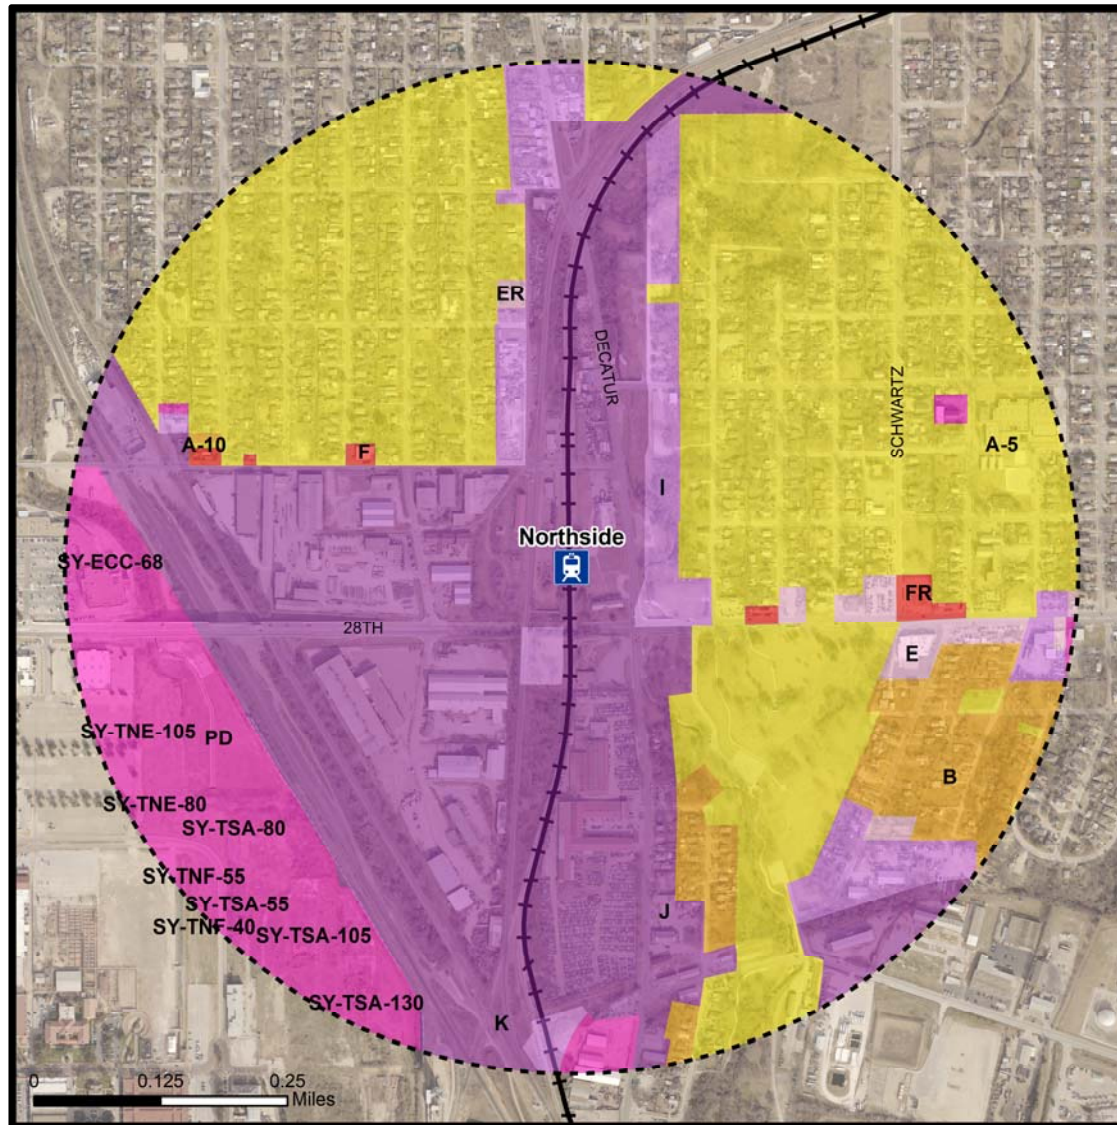 ER
DECATUR
SCHWARTZ
A-10
F
A-5
I
Northside
SY-ECC-68
FR
28TH
E
SY-TNE-105
PD
B
SY-TNE-80
SY-TSA-80
SY-TNF-55
SY-TSA-55
J
SY-TNF-40
SY-TSA-105
SY-TSA-130
K
0 0.125 0.25
Miles